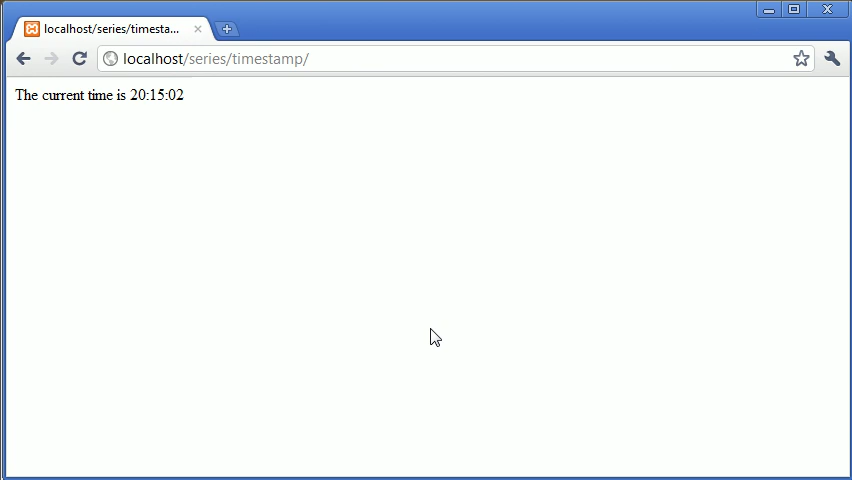 localhost/series/timesta...
localhost/series/timestamp/
The current time is 20:15:02